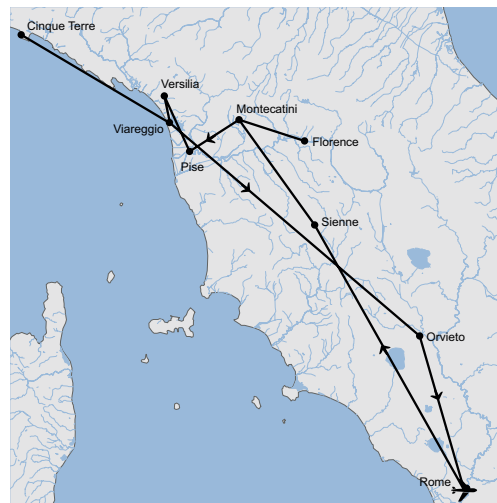 Cinque Terre
Versilia
Montecatini
Viareggio
Florence
Pise
Sienne
Orvieto
Rome